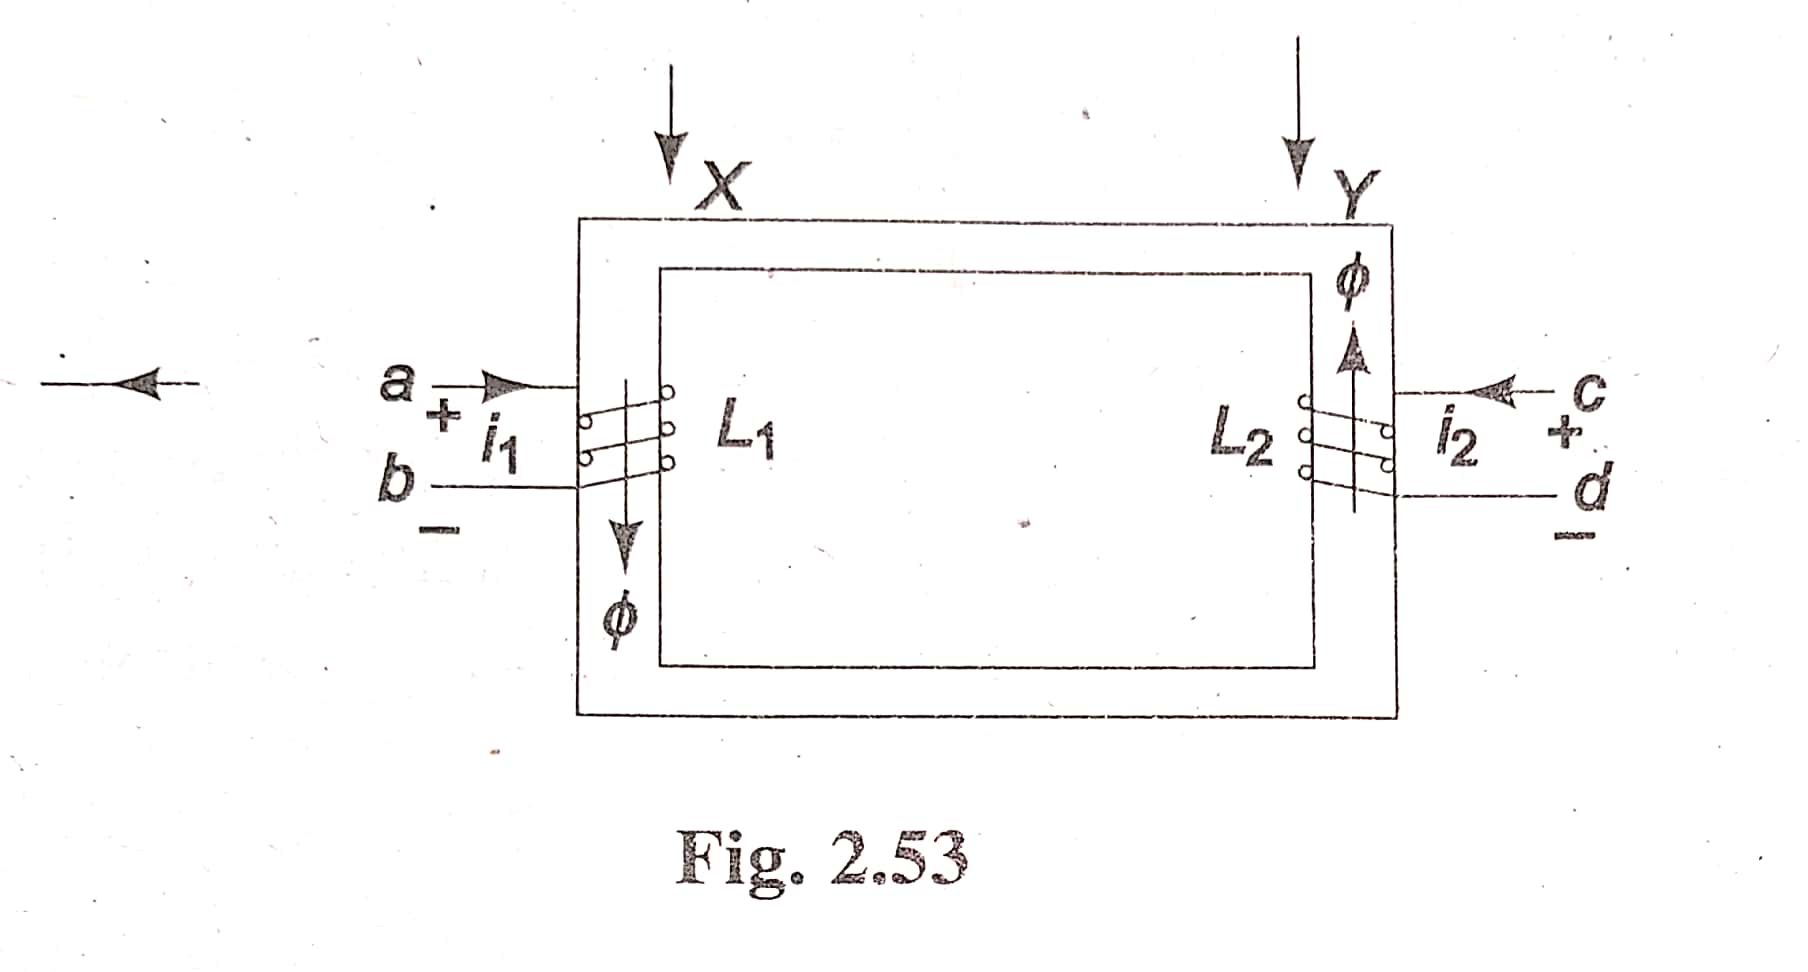 X Y
ϕ
a + i1 L1 L2 i2 + c
b − d −
ϕ
Fig. 2.53